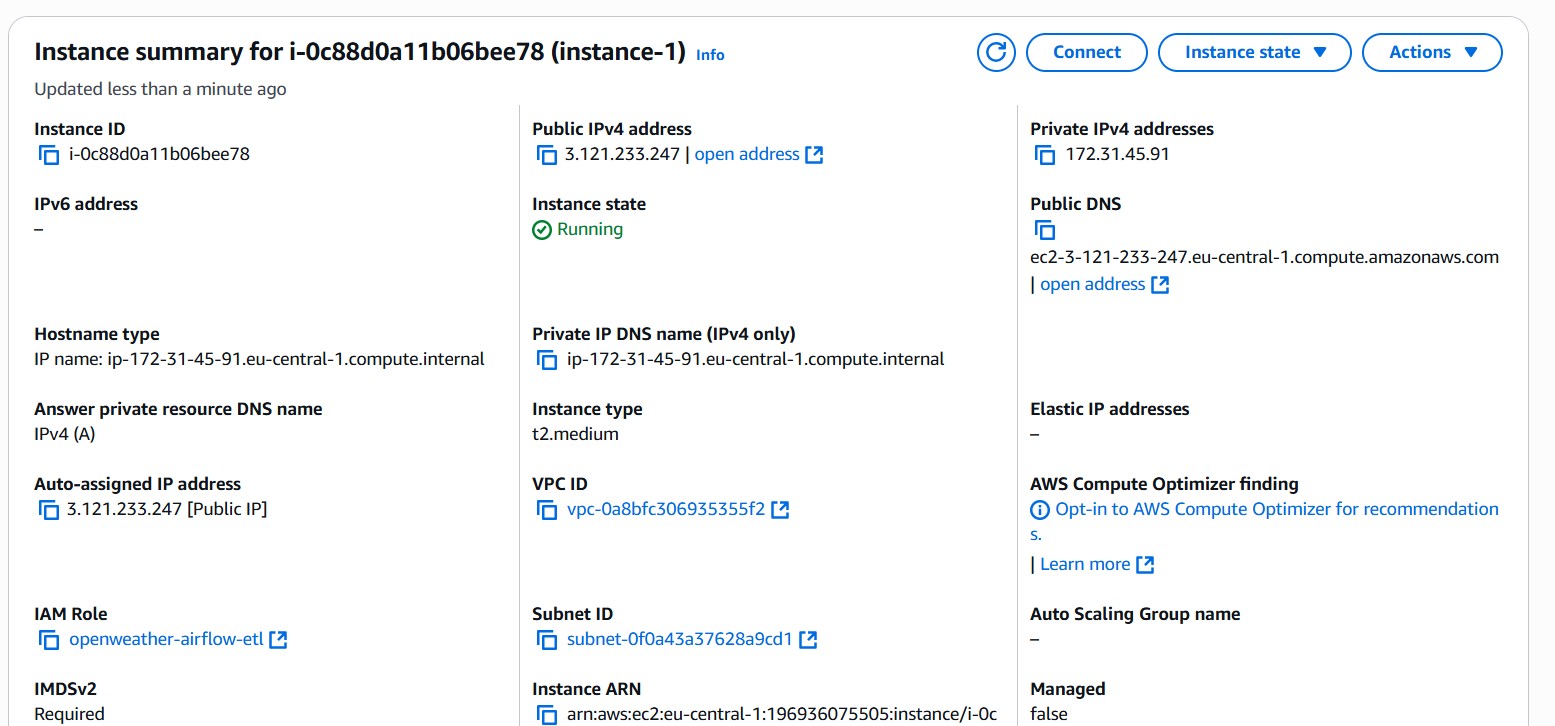 Instance summary for i-0c88d0a11b06bee78 (instance-1) Info
Connect
Instance state
Actions
Updated less than a minute ago
Instance ID
i-0c88d0a11b06bee78
Public IPv4 address
3.121.233.247 | open address
Private IPv4 addresses
172.31.45.91
IPv6 address
–
Instance state
Running
Public DNS
ec2-3-121-233-247.eu-central-1.compute.amazonaws.com
| open address
Hostname type
IP name: ip-172-31-45-91.eu-central-1.compute.internal
Private IP DNS name (IPv4 only)
ip-172-31-45-91.eu-central-1.compute.internal
Answer private resource DNS name
IPv4 (A)
Instance type
t2.medium
Elastic IP addresses
–
Auto-assigned IP address
3.121.233.247 [Public IP]
VPC ID
vpc-0a8bfc306935355f2
AWS Compute Optimizer finding
Opt-in to AWS Compute Optimizer for recommendation
s.
| Learn more
IAM Role
openweather-airflow-etl
Subnet ID
subnet-0f0a43a37628a9cd1
Auto Scaling Group name
–
IMDSv2
Required
Instance ARN
arn:aws:ec2:eu-central-1:196936075505:instance/i-0c
Managed
false